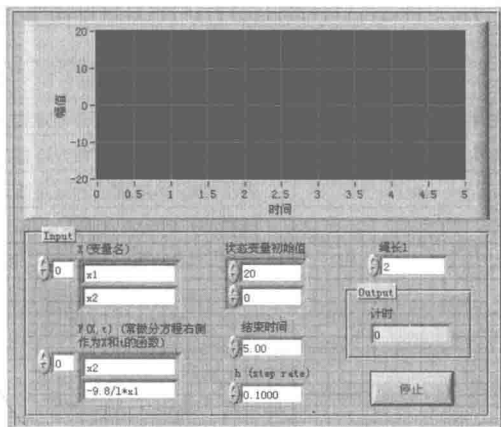 20
10
0
-10
-20
幅值
0 0.5 1 1.5 2 2.5 3 3.5 4 4.5 5
时间
Input
X(变量名)
0
x1
x2
状态变量初始值
20
0
绳长l
2
Output
计时
0
F(X,t) (常微分方程右侧
作为X和t的函数)
0
x2
-9.8/l*x1
结束时间
5.00
h (step rate)
0.1000
停止